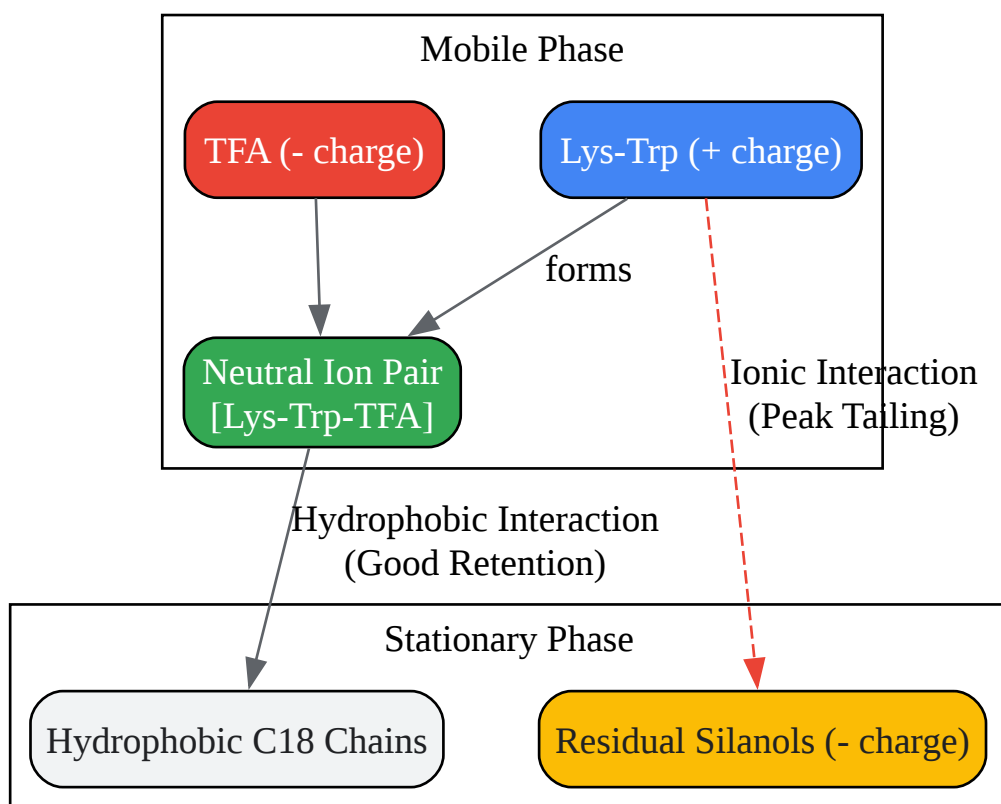 Mobile Phase
TFA (- charge)
Lys-Trp (+ charge)
forms
Neutral Ion Pair
[Lys-Trp-TFA]
Ionic Interaction
(Peak Tailing)
Hydrophobic Interaction
(Good Retention)
Stationary Phase
Hydrophobic C18 Chains
Residual Silanols (- charge)